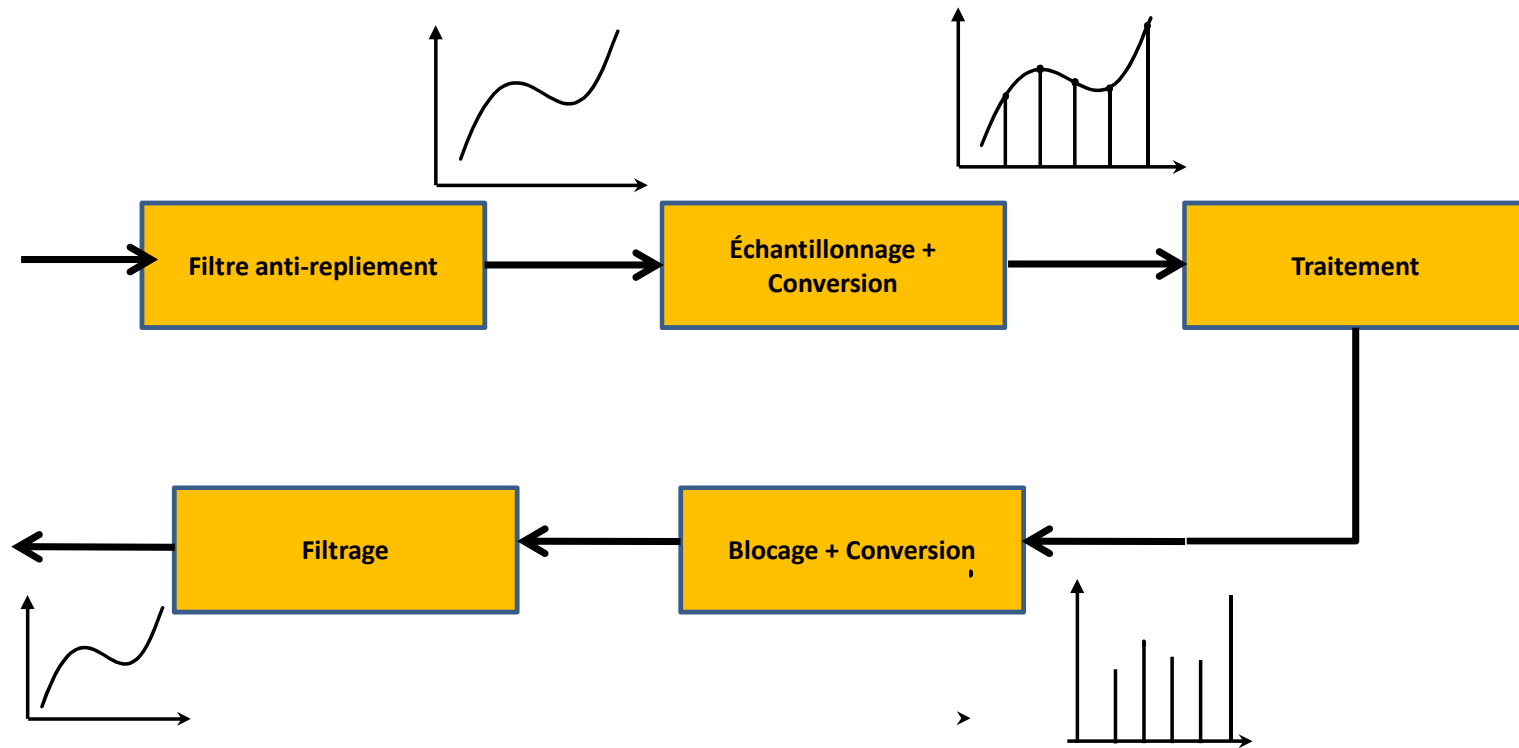 Filtre anti-repliement
Échantillonnage +
Conversion
Traitement
Filtrage
Blocage + Conversion